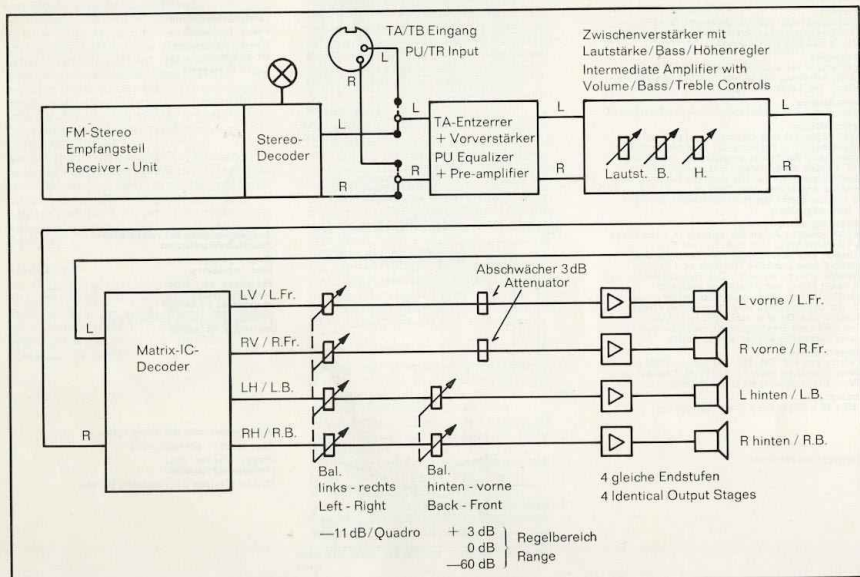 TA/TB Eingang
PU/TR Input
L
R
Zwischenverstärker mit
Lautstärke/Bass/Höhenregler
Intermediate Amplifier with
Volume/Bass/Treble Controls
FM-Stereo
Empfangsteil
Receiver - Unit
Stereo-
Decoder
L
R
L
R
TA-Entzerrer
+ Vorverstärker
PU Equalizer
+ Pre-amplifier
L
R
Lautst. B. H.
L
R
L
R
Matrix-IC-
Decoder
LV / L.Fr.
RV / R.Fr.
LH / L.B.
RH / R.B.
Abschwächer 3dB
Attenuator
L vorne / L.Fr.
R vorne / R.Fr.
L hinten / L.B.
R hinten / R.B.
Bal.
links - rechts
Left - Right
Bal.
hinten - vorne
Back - Front
4 gleiche Endstufen
4 Identical Output Stages
—11dB/Quadro
+ 3 dB
0 dB
—60 dB
Regelbereich
Range